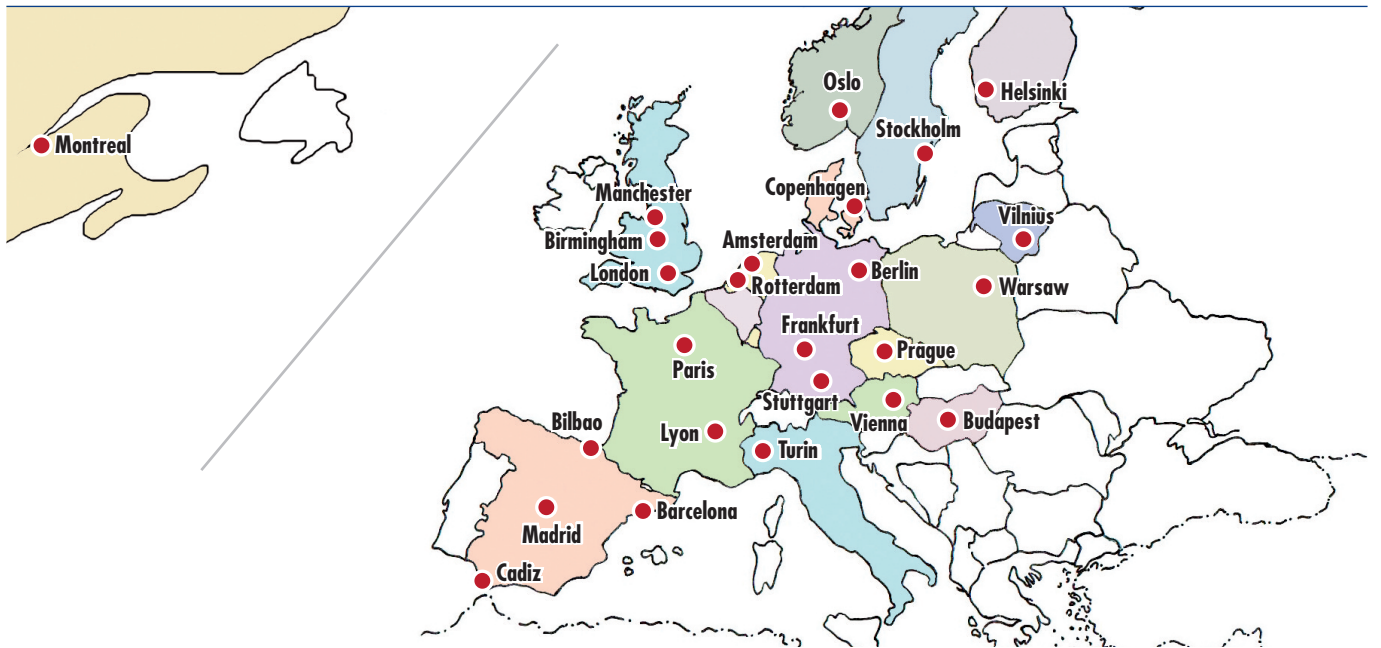 Oslo
Helsinki
Stockholm
Montreal
Copenhagen
Manchester
Vilnius
Birmingham
Amsterdam
London
Berlin
Rotterdam
Warsaw
Frankfurt
Prague
Paris
Stuttgart
Vienna
Budapest
Bilbao
Lyon
Turin
Barcelona
Madrid
Cadiz